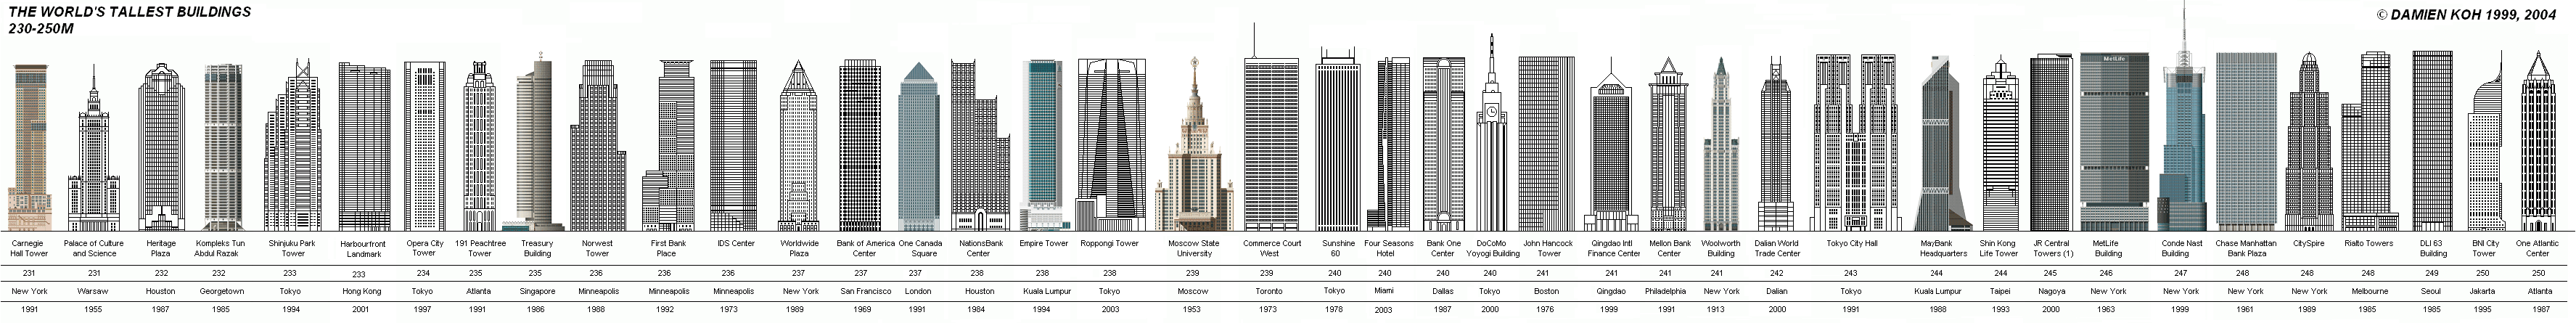 THE WORLD'S TALLEST BUILDINGS
230-250M
© DAMIEN KOH 1999, 2004
MetLife
Carnegie Hall Tower
Palace of Culture and Science
Heritage Plaza
Kompleks Tun Abdul Razak
Shinjuku Park Tower
Harbourfront Landmark
Opera City Tower
191 Peachtree Tower
Treasury Building
Norwest Tower
First Bank Place
IDS Center
Worldwide Plaza
Bank of America Center
One Canada Square
NationsBank Center
Empire Tower
Roppongi Tower
Moscow State University
Commerce Court West
Sunshine 60
Four Seasons Hotel
Bank One Center
DoCoMo Yoyogi Building
John Hancock Tower
Qingdao Intl Finance Center
Mellon Bank Center
Woolworth Building
Dalian World Trade Center
Tokyo City Hall
MayBank Headquarters
Shin Kong Life Tower
JR Central Towers (1)
MetLife Building
Conde Nast Building
Chase Manhattan Bank Plaza
CitySpire
Rialto Towers
DLI 63 Building
BNI City Tower
One Atlantic Center
231 231 232 232 233 233 234 235 235 236 236 236 237 237 237 238 238 238 239 239 240 240 240 240 241 241 241 241 242 243 244 244 245 246 247 248 248 248 249 250 250
New York Warsaw Houston Georgetown Tokyo Hong Kong Tokyo Atlanta Singapore Minneapolis Minneapolis Minneapolis New York San Francisco London Houston Kuala Lumpur Tokyo Moscow Toronto Tokyo Miami Dallas Tokyo Boston Qingdao Philadelphia New York Dalian Tokyo Kuala Lumpur Taipei Nagoya New York New York New York New York Melbourne Seoul Jakarta Atlanta
1991 1955 1987 1985 1994 2001 1997 1991 1986 1988 1992 1973 1989 1969 1991 1984 1994 2003 1953 1973 1978 2003 1987 2000 1976 1999 1991 1913 2000 1991 1988 1993 2000 1963 1999 1961 1989 1985 1985 1995 1987